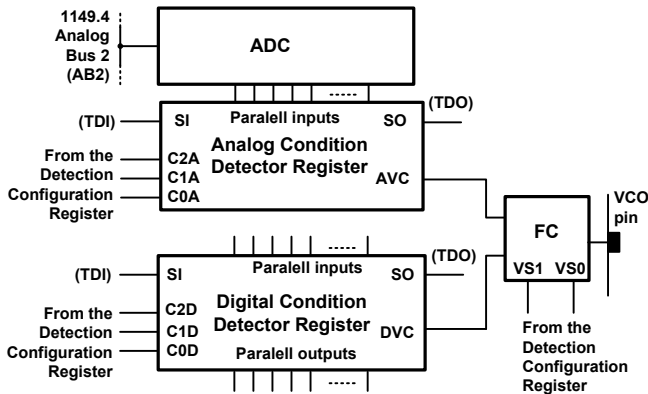 1149.4
Analog
Bus 2
(AB2)
ADC
(TDI)
SI
Paralell inputs
SO
(TDO)
Analog Condition
Detector Register
From the
Detection
Configuration
Register
C2A
C1A
C0A
AVC
VCO
pin
FC
VS1 VS0
From the
Detection
Configuration
Register
(TDI)
SI
Paralell inputs
SO
(TDO)
Digital Condition
Detector Register
From the
Detection
Configuration
Register
C2D
C1D
C0D
DVC
Paralell outputs